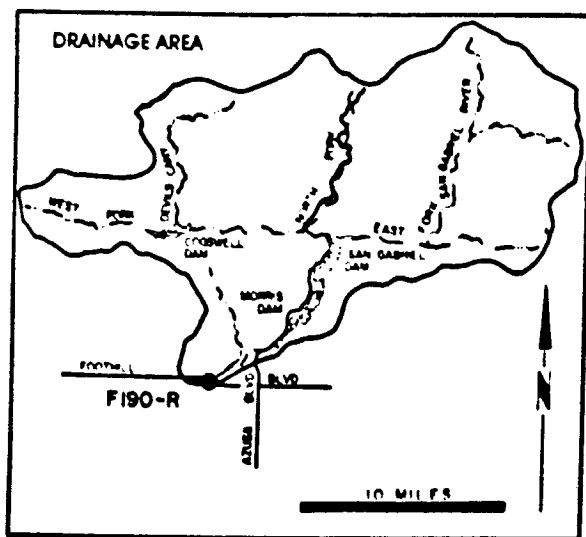 DRAINAGE AREA
NORTH FORK
FORK SAN GABRIEL RIVER
DEVILS CANY
WEST FORK
EAST
COGSWELL DAM
SAN GABRIEL DAM
MORRIS DAM
FOOTHILL BLVD
F190-R
AZUSA BLVD
N
10 MILES